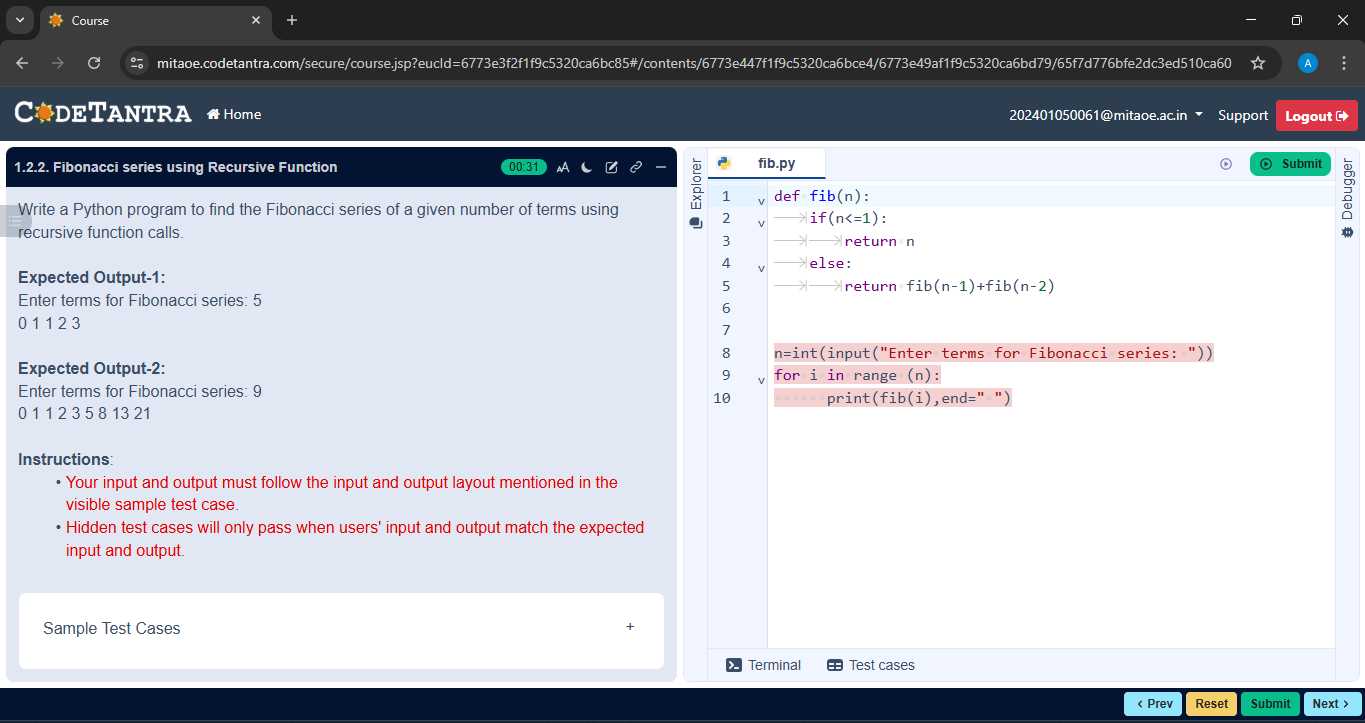 Course
mitaoe.codetantra.com/secure/course.jsp?eucId=6773e3f2f1f9c5320ca6bc85#/contents/6773e447f1f9c5320ca6bce4/6773e49af1f9c5320ca6bd79/65f7d776bfe2dc3ed510ca60
A
CODETANTRA
Home
202401050061@mitaoe.ac.in
Support
Logout
1.2.2. Fibonacci series using Recursive Function
00:31
AA
Write a Python program to find the Fibonacci series of a given number of terms using
recursive function calls.
Expected Output-1:
Enter terms for Fibonacci series: 5
0 1 1 2 3
Expected Output-2:
Enter terms for Fibonacci series: 9
0 1 1 2 3 5 8 13 21
Instructions:
• Your input and output must follow the input and output layout mentioned in the
visible sample test case.
• Hidden test cases will only pass when users' input and output match the expected
input and output.
Sample Test Cases
+
Explorer
fib.py
Submit
Debugger
1 def fib(n):
2 if(n<=1):
3 return n
4 else:
5 return fib(n-1)+fib(n-2)
6
7
8 n=int(input("Enter terms for Fibonacci series: "))
9 for i in range (n):
10 print(fib(i),end=" ")
Terminal
Test cases
< Prev
Reset
Submit
Next >